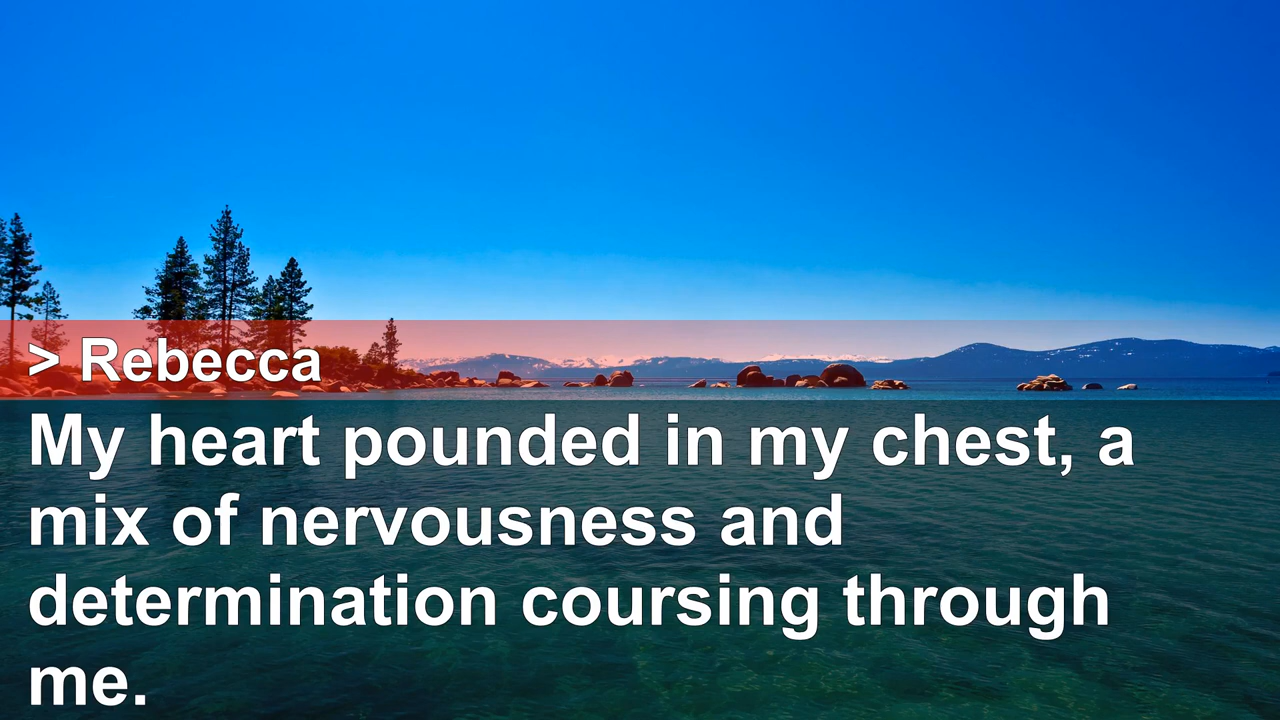 > Rebecca
My heart pounded in my chest, a
mix of nervousness and
determination coursing through
me.